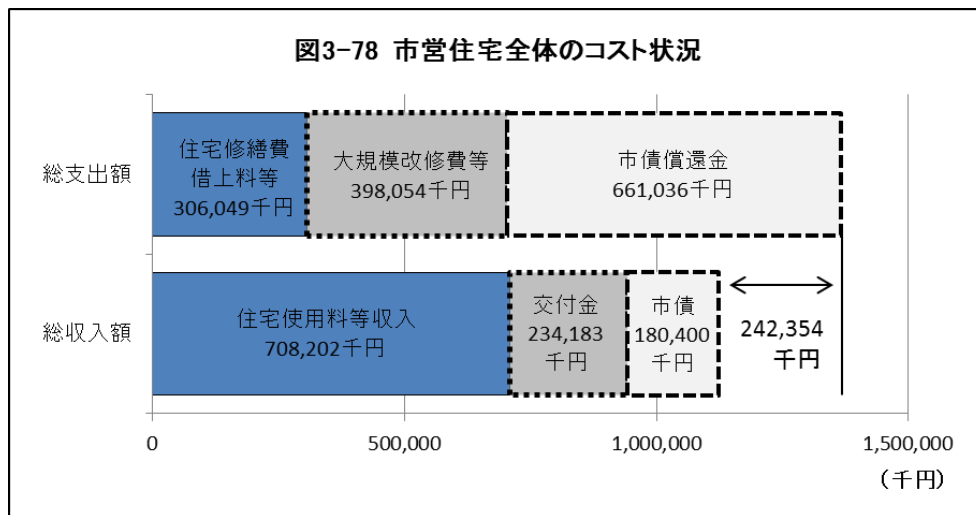 図3-78 市営住宅全体のコスト状況
総支出額
住宅修繕費
借上料等
306,049千円
大規模改修費等
398,054千円
市債償還金
661,036千円
総収入額
住宅使用料等収入
708,202千円
交付金
234,183
千円
市債
180,400
千円
242,354
千円
0
500,000
1,000,000
1,500,000
(千円)